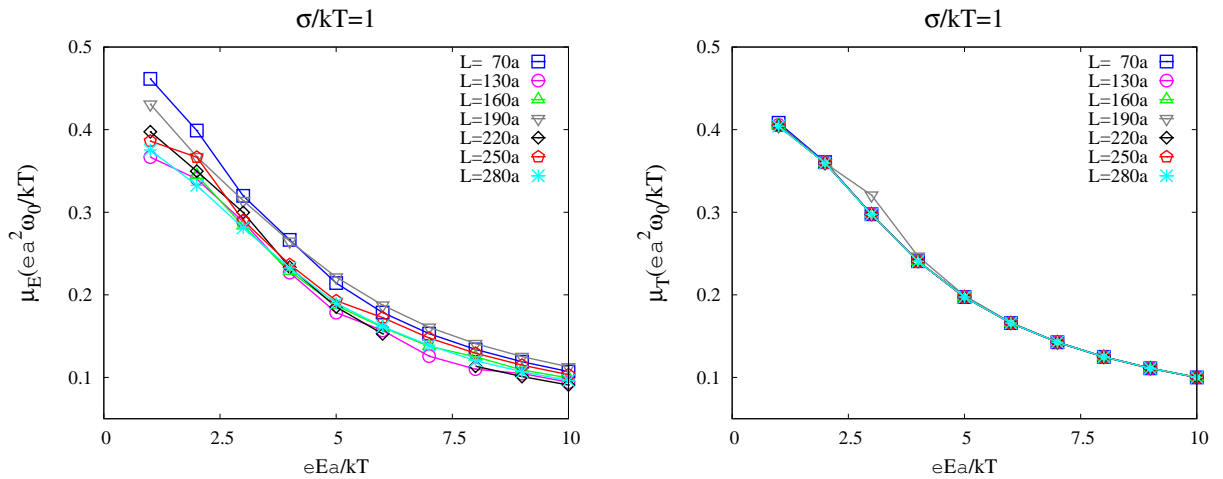 σ/kT=1
0.5
0.4
0.3
0.2
0.1
μE(ea²ω₀/kT)
L= 70a
L=130a
L=160a
L=190a
L=220a
L=250a
L=280a
0 2.5 5 7.5 10
eEa/kT
σ/kT=1
0.5
0.4
0.3
0.2
0.1
μT(ea²ω₀/kT)
L= 70a
L=130a
L=160a
L=190a
L=220a
L=250a
L=280a
0 2.5 5 7.5 10
eEa/kT